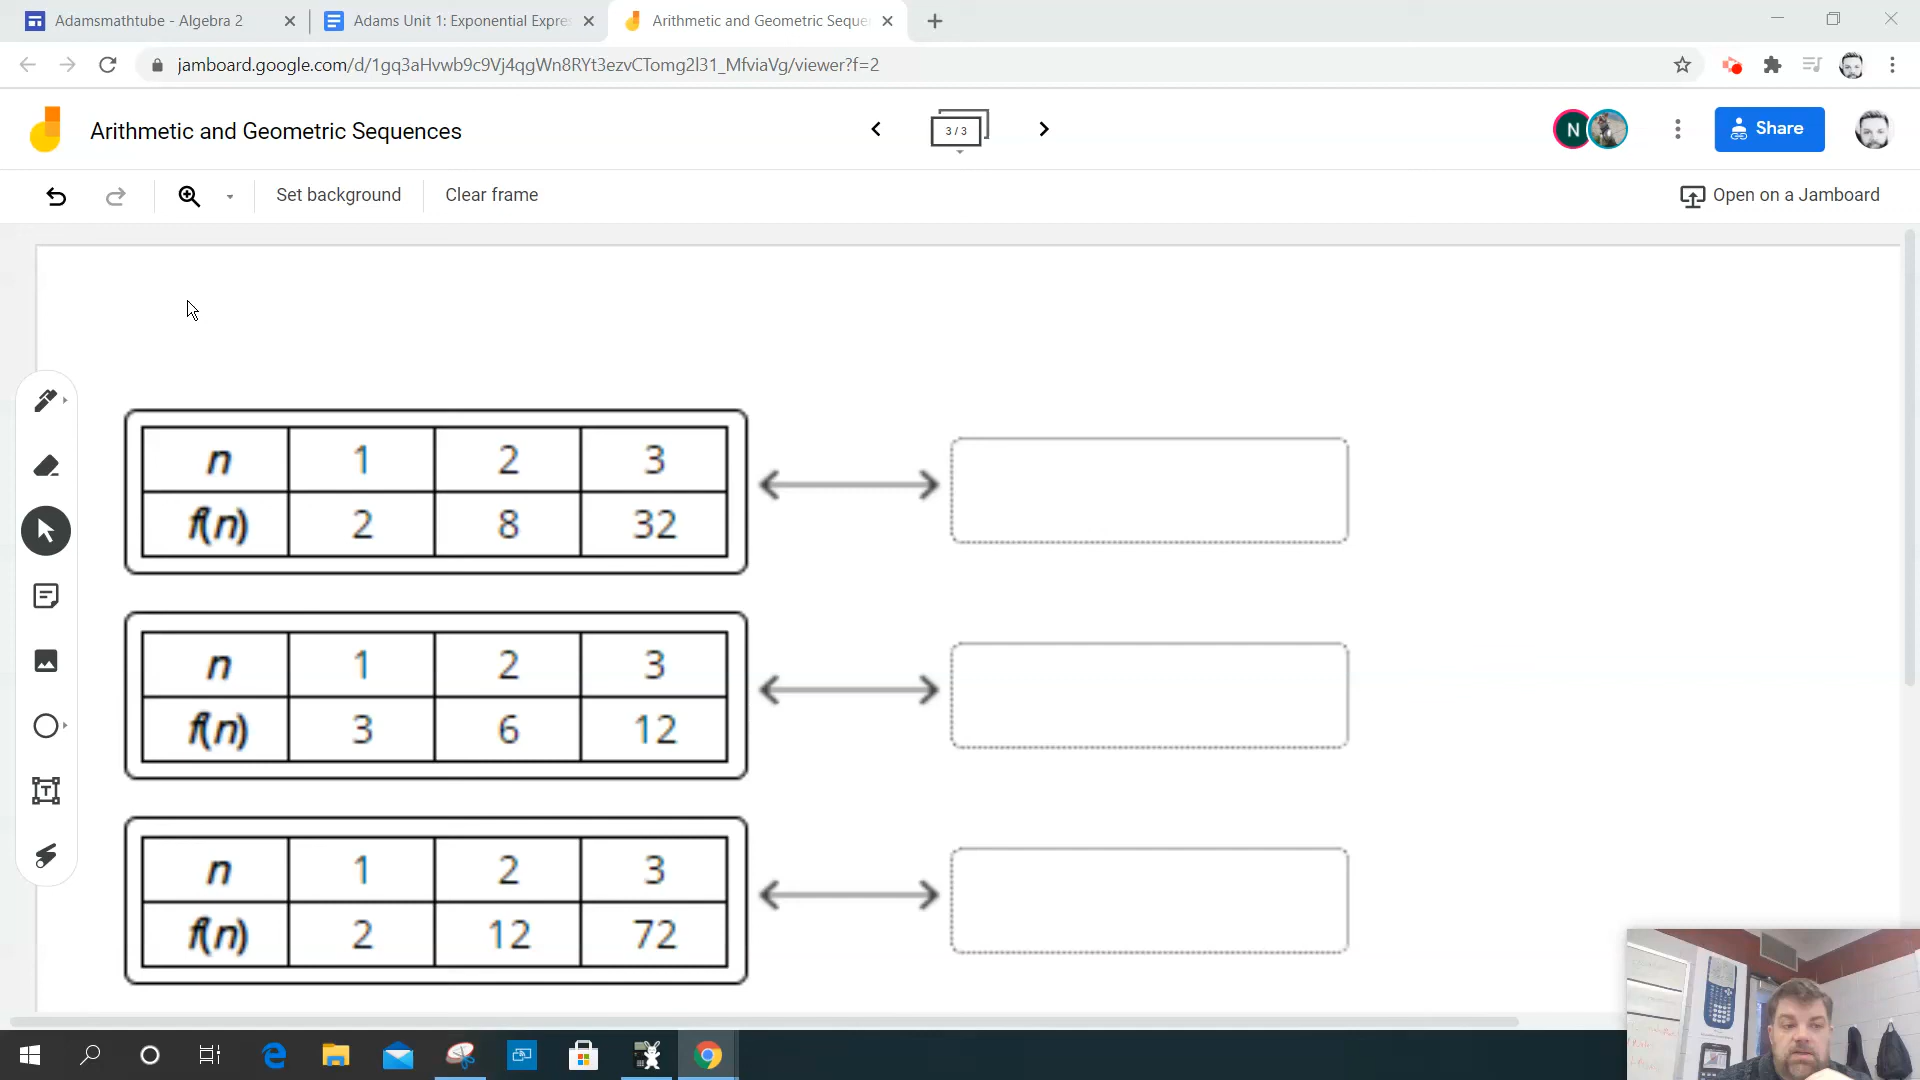 Adamsmathtube - Algebra 2
Adams Unit 1: Exponential Expre
Arithmetic and Geometric Seque
jamboard.google.com/d/1gq3aHvwb9c9Vj4qgWn8RYt3ezvCTomg2l31_MfviaVg/viewer?f=2
Arithmetic and Geometric Sequences
3 / 3
N
Share
Set background
Clear frame
Open on a Jamboard
n 1 2 3
f(n) 2 8 32
n 1 2 3
f(n) 3 6 12
n 1 2 3
f(n) 2 12 72